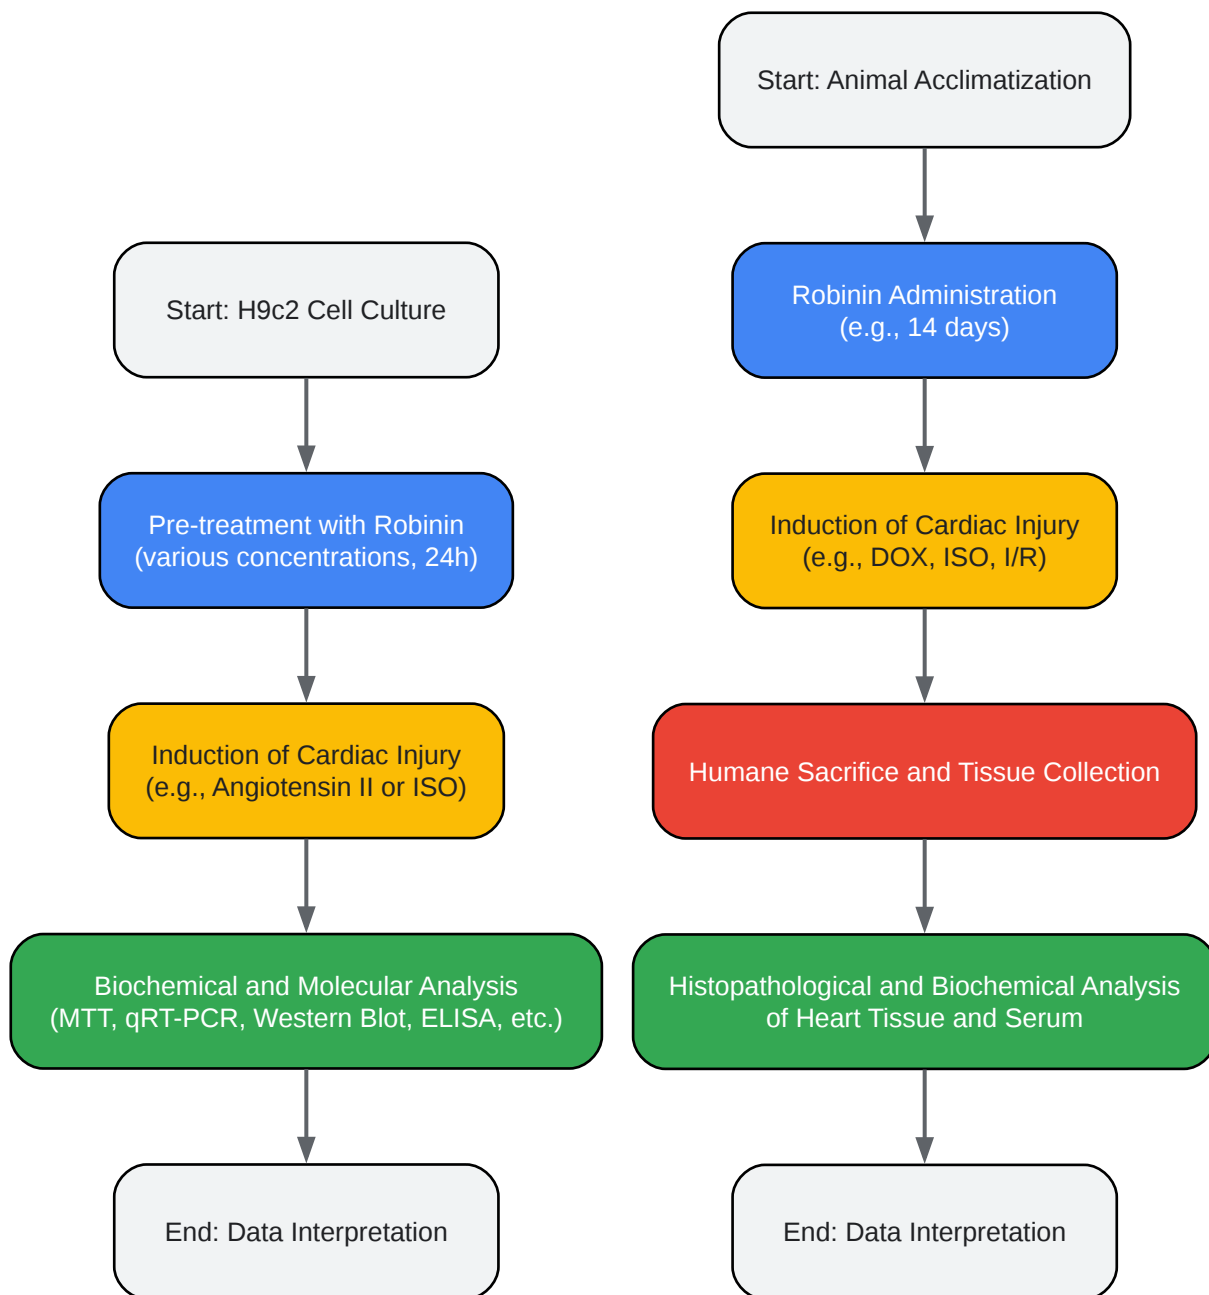 Start: H9c2 Cell Culture
Pre-treatment with Robinin
(various concentrations, 24h)
Induction of Cardiac Injury
(e.g., Angiotensin II or ISO)
Biochemical and Molecular Analysis
(MTT, qRT-PCR, Western Blot, ELISA, etc.)
End: Data Interpretation
Start: Animal Acclimatization
Robinin Administration
(e.g., 14 days)
Induction of Cardiac Injury
(e.g., DOX, ISO, I/R)
Humane Sacrifice and Tissue Collection
Histopathological and Biochemical Analysis
of Heart Tissue and Serum
End: Data Interpretation